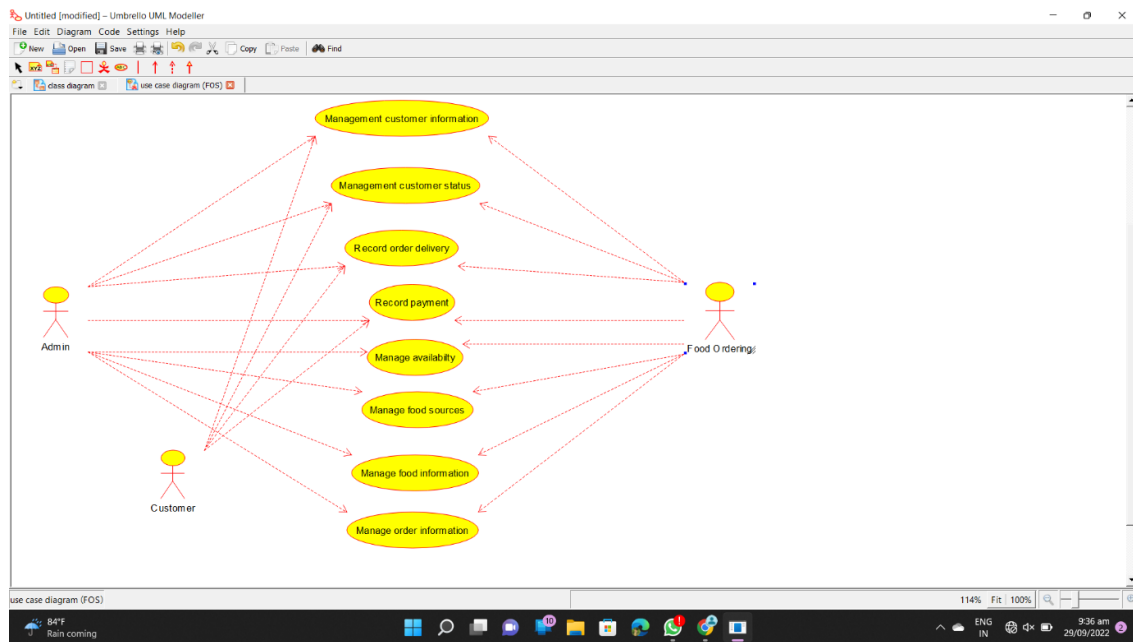 Untitled [modified] – Umbrello UML Modeller
File Edit Diagram Code Settings Help
New Open Save Copy Paste Find
class diagram use case diagram (FOS)
Management customer information
Management customer status
Record order delivery
Record payment
Admin
Food Ordering
Manage availabilty
Manage food sources
Manage food information
Customer
Manage order information
use case diagram (FOS) 114% Fit 100%
84°F
Rain coming
10
ENG
IN
9:36 am
29/09/2022
2